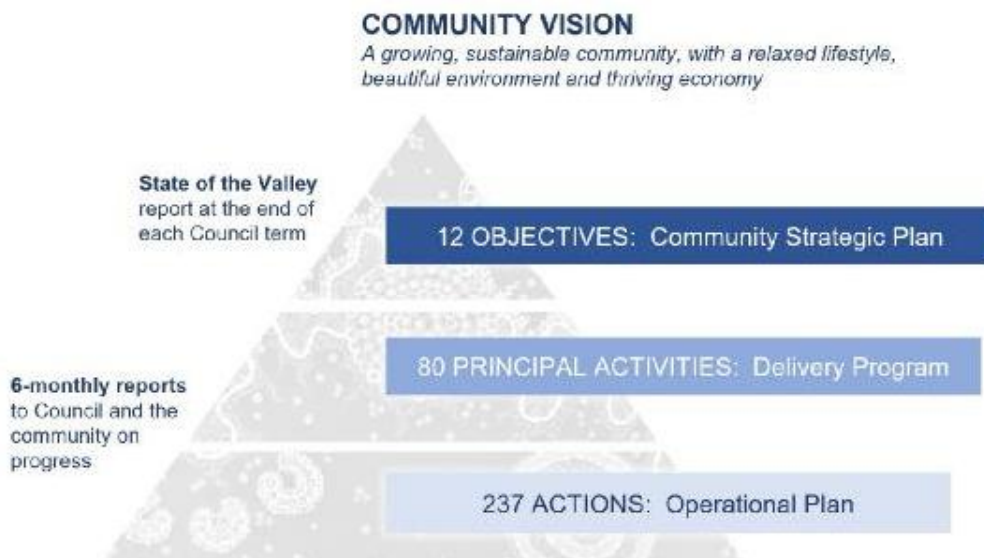 COMMUNITY VISION
A growing, sustainable community, with a relaxed lifestyle,
beautiful environment and thriving economy
State of the Valley
report at the end of
each Council term
12 OBJECTIVES: Community Strategic Plan
80 PRINCIPAL ACTIVITIES: Delivery Program
6-monthly reports
to Council and the
community on
progress
237 ACTIONS: Operational Plan